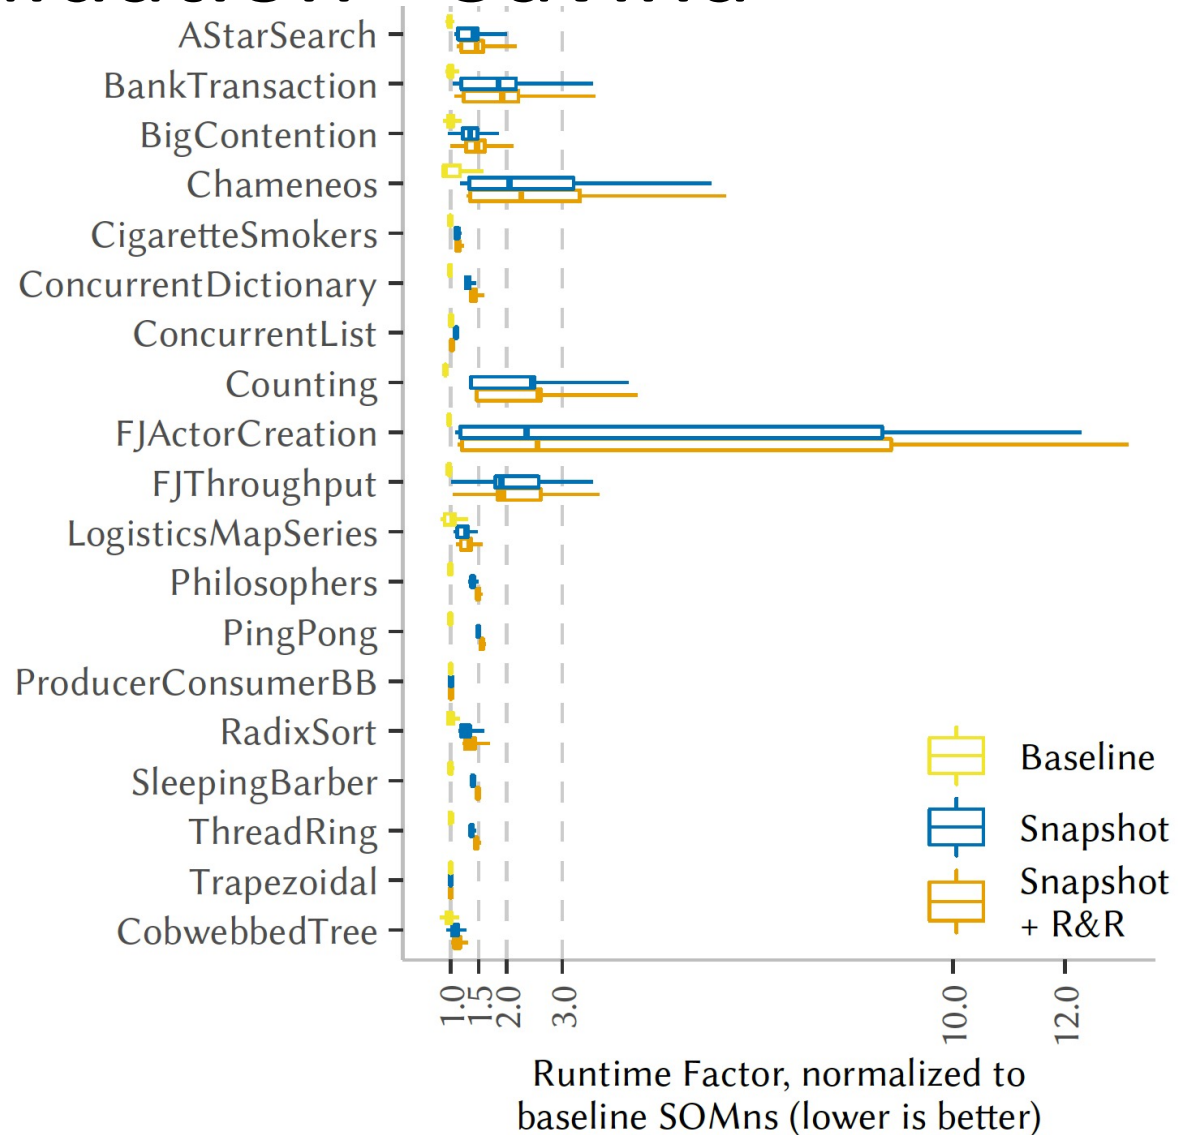 AStarSearch
BankTransaction
BigContention
Chameneos
CigaretteSmokers
ConcurrentDictionary
ConcurrentList
Counting
FJActorCreation
FJThroughput
LogisticsMapSeries
Philosophers
PingPong
ProducerConsumerBB
RadixSort
SleepingBarber
ThreadRing
Trapezoidal
CobwebbedTree
Baseline
Snapshot
Snapshot
+ R&R
1.0
1.5
2.0
3.0
10.0
12.0
Runtime Factor, normalized to
baseline SOMns (lower is better)